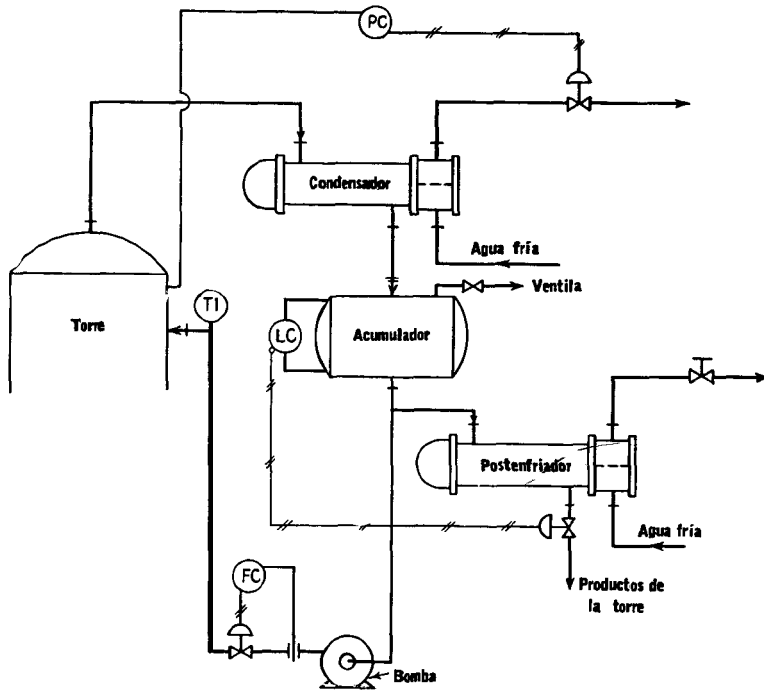 PC
Condensador
Agua fría
Ventila
TI
Torre
LC
Acumulador
Postenfriador
Agua fría
FC
Productos de
la torre
Bomba